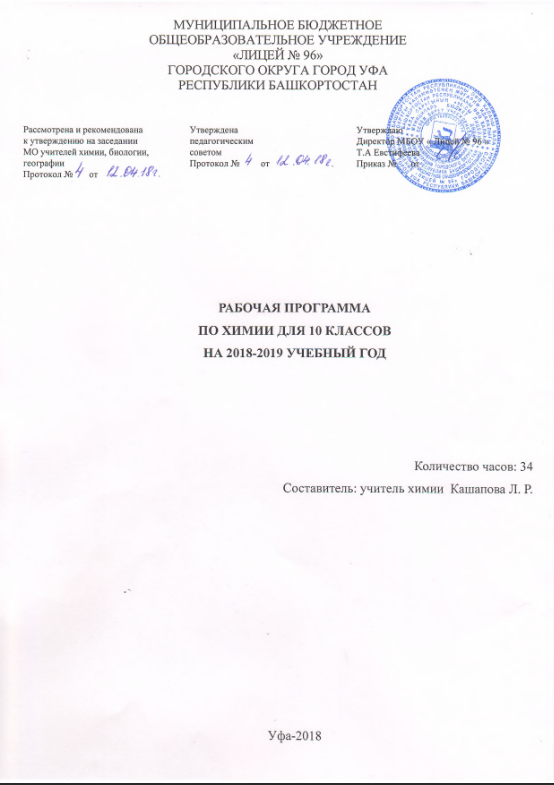 МУНИЦИПАЛЬНОЕ БЮДЖЕТНОЕ
ОБЩЕОБРАЗОВАТЕЛЬНОЕ УЧРЕЖДЕНИЕ
«ЛИЦЕЙ № 96»
ГОРОДСКОГО ОКРУГА ГОРОД УФА
РЕСПУБЛИКИ БАШКОРТОСТАН
Рассмотрена и рекомендована
к утверждению на заседании
МО учителей химии, биологии,
географии
Протокол № 4 от 12.04.18г.
Утверждена
педагогическим
советом
Протокол № 4 от 12.04.18г.
Утверждаю
Директор МБОУ « Лицей № 96 »
Т.А Евстифеева
Приказ № от
РАБОЧАЯ ПРОГРАММА
ПО ХИМИИ ДЛЯ 10 КЛАССОВ
НА 2018-2019 УЧЕБНЫЙ ГОД
Количество часов: 34
Составитель: учитель химии Кашапова Л. Р.
Уфа-2018